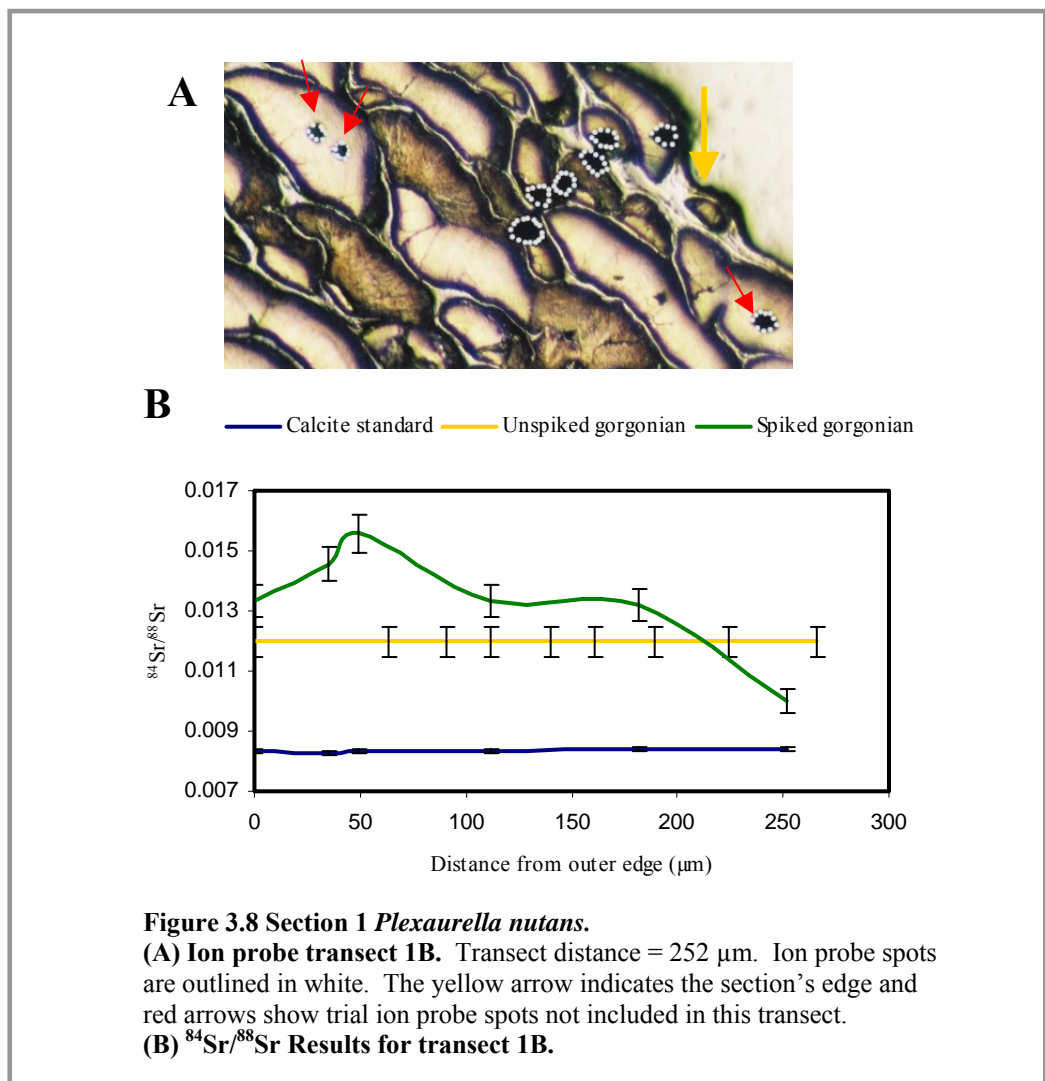 A
B
Calcite standard Unspiked gorgonian Spiked gorgonian
0.017
0.015
0.013
0.011
0.009
0.007
⁸⁴Sr/⁸⁸Sr
0 50 100 150 200 250 300
Distance from outer edge (µm)
Figure 3.8 Section 1 Plexaurella nutans.
(A) Ion probe transect 1B. Transect distance = 252 µm. Ion probe spots
are outlined in white. The yellow arrow indicates the section’s edge and
red arrows show trial ion probe spots not included in this transect.
(B) ⁸⁴Sr/⁸⁸Sr Results for transect 1B.